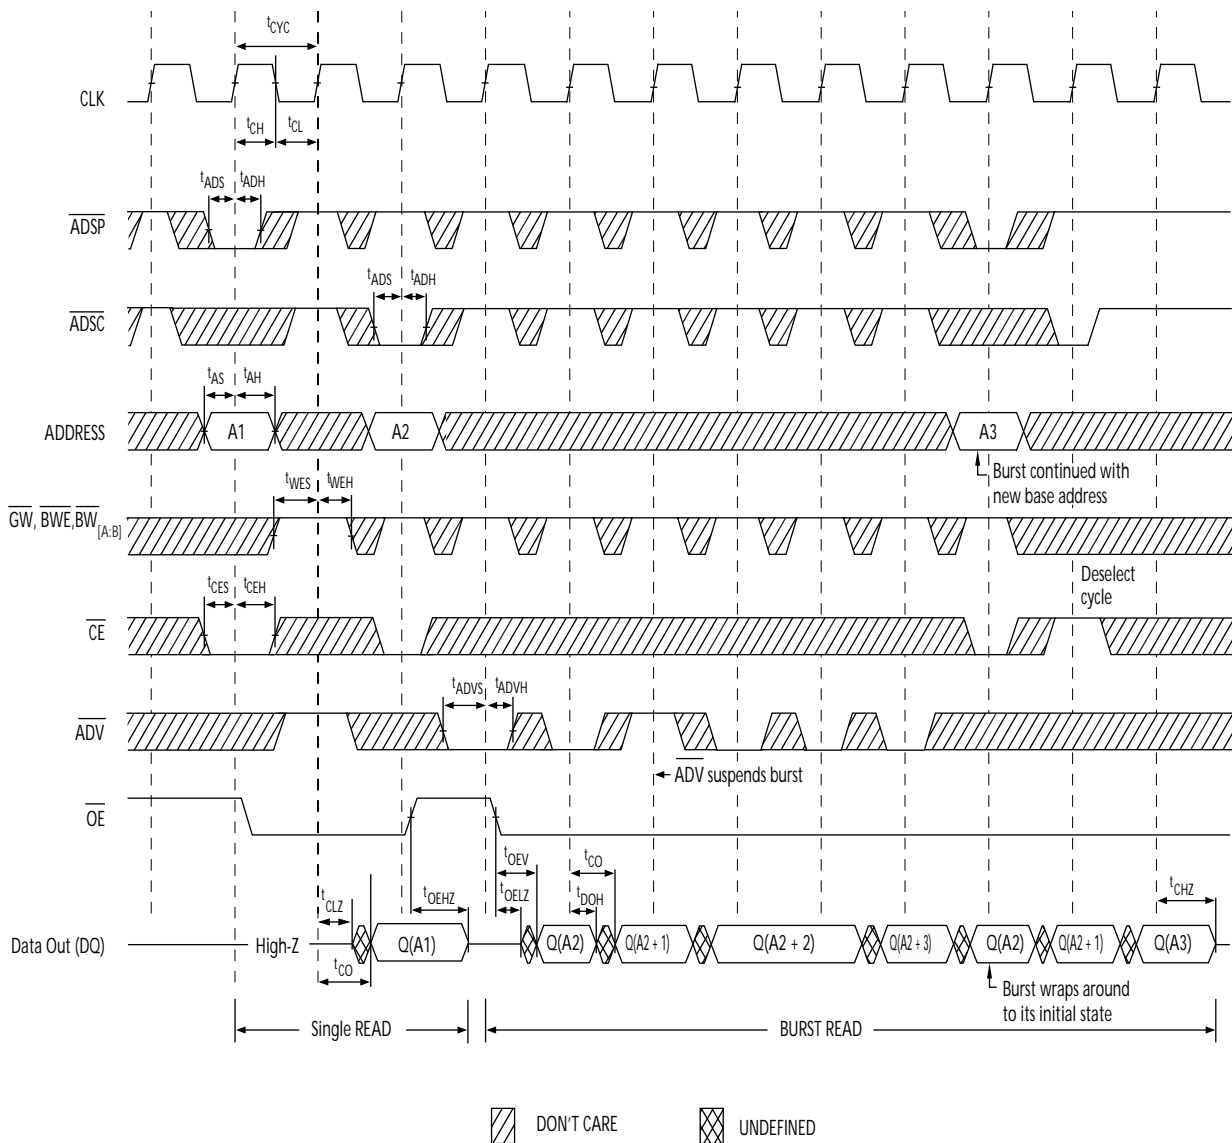 tCYC
CLK
tCH
tCL
tADS
tADH
ADSP
tADS
tADH
ADSC
tAS
tAH
ADDRESS
A1
A2
A3
Burst continued with
new base address
tWES
tWEH
GW, BWE,BW[A:B]
Deselect
cycle
tCES
tCEH
CE
tADVS
tADVH
ADV
ADV suspends burst
OE
tOEV
tCO
tCLZ
tOEHZ
tOELZ
tDOH
tCHZ
Data Out (DQ)
High-Z
Q(A1)
Q(A2)
Q(A2 + 1)
Q(A2 + 2)
Q(A2 + 3)
Q(A2)
Q(A2 + 1)
Q(A3)
tCO
Burst wraps around
to its initial state
Single READ
BURST READ
DON'T CARE
UNDEFINED